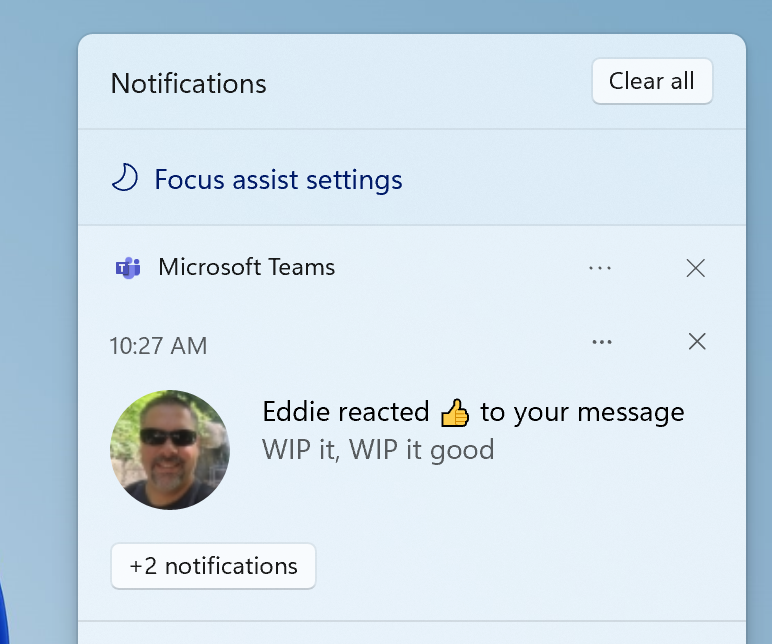 Notifications
Clear all
Focus assist settings
Microsoft Teams
10:27 AM
Eddie reacted 👍 to your message
WIP it, WIP it good
+2 notifications